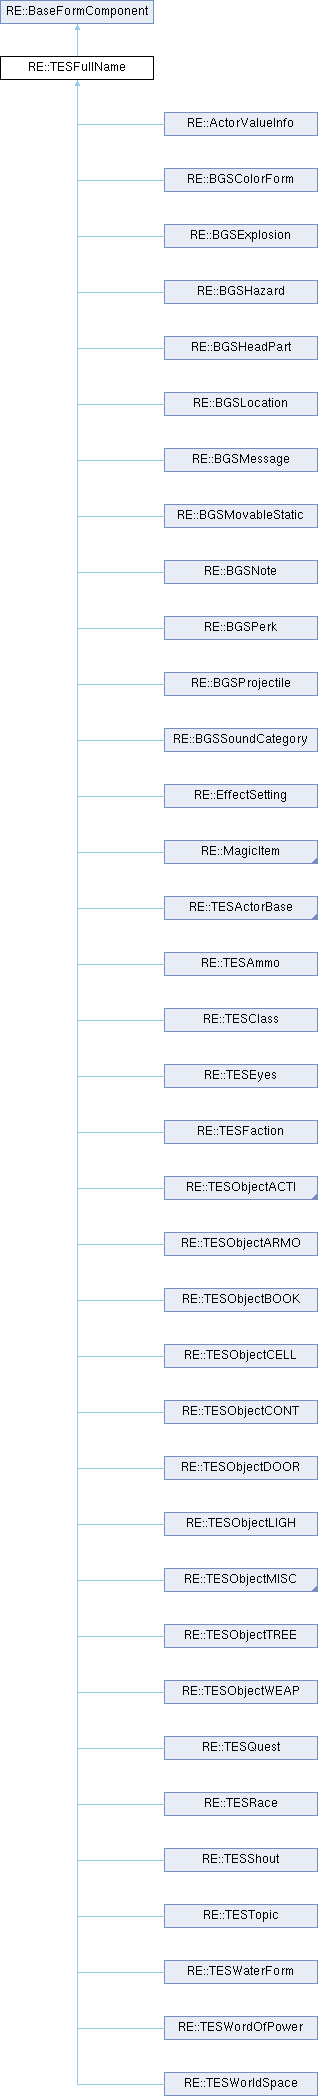 RE::BaseFormComponent
RE::TESFullName
RE::ActorValueInfo
RE::BGSColorForm
RE::BGSExplosion
RE::BGSHazard
RE::BGSHeadPart
RE::BGSLocation
RE::BGSMessage
RE::BGSMovableStatic
RE::BGSNote
RE::BGSPerk
RE::BGSProjectile
RE::BGSSoundCategory
RE::EffectSetting
RE::MagicItem
RE::TESActorBase
RE::TESAmmo
RE::TESClass
RE::TESEyes
RE::TESFaction
RE::TESObjectACTI
RE::TESObjectARMO
RE::TESObjectBOOK
RE::TESObjectCELL
RE::TESObjectCONT
RE::TESObjectDOOR
RE::TESObjectLIGH
RE::TESObjectMISC
RE::TESObjectTREE
RE::TESObjectWEAP
RE::TESQuest
RE::TESRace
RE::TESShout
RE::TESTopic
RE::TESWaterForm
RE::TESWordOfPower
RE::TESWorldSpace